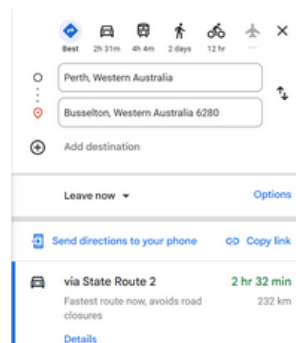 Best 2h 31m 4h 4m 2 days 12 hr
Perth, Western Australia
Busselton, Western Australia 6280
Add destination
Leave now Options
Send directions to your phone Copy link
via State Route 2 2 hr 32 min
Fastest route now, avoids road 232 km
closures
Details